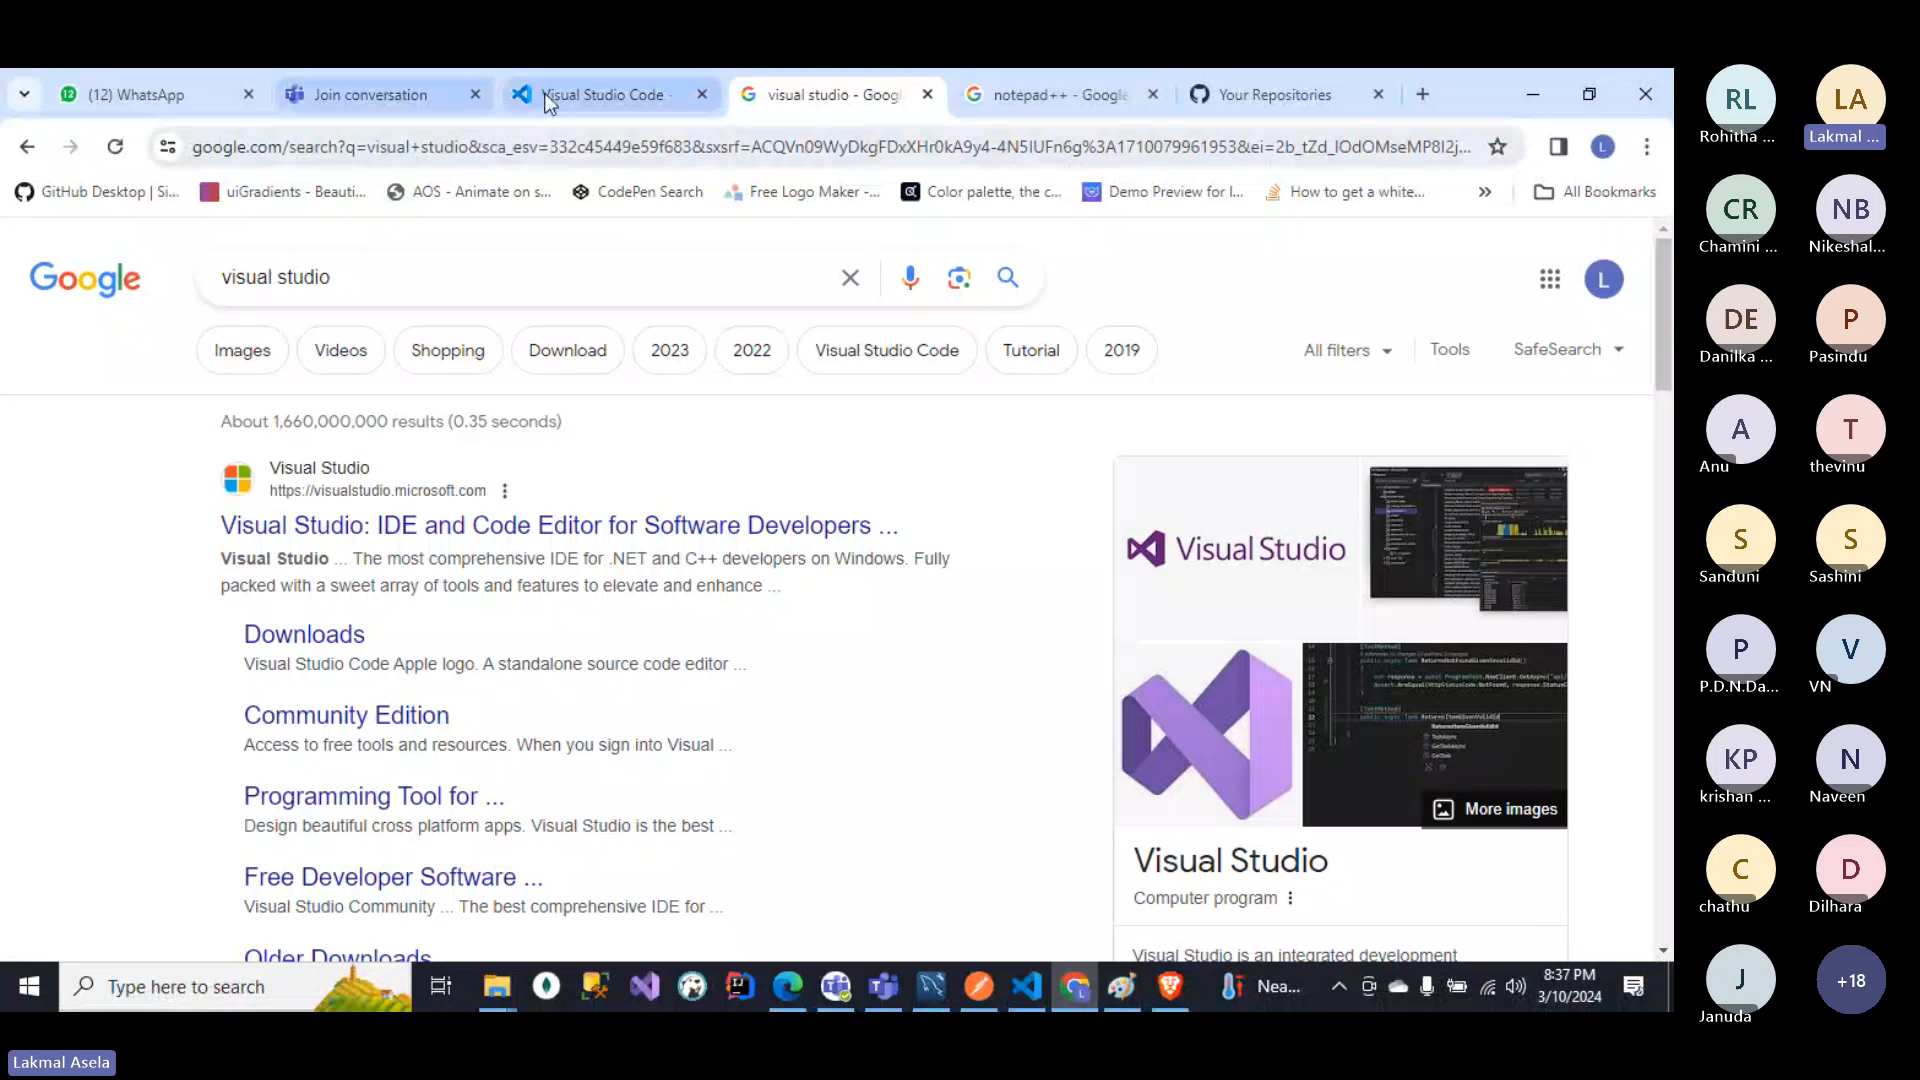 (12) WhatsApp
Join conversation
Visual Studio Code -
visual studio - Googl
notepad++ - Google
Your Repositories
google.com/search?q=visual+studio&sca_esv=332c45449e59f683&sxsrf=ACQVn09WyDkgFDxXHr0kA9y4-4N5IUFn6g%3A1710079961953&ei=2b_tZd_IOdOMseMP8I2j...
GitHub Desktop | Si...
uiGradients - Beauti...
AOS - Animate on s...
CodePen Search
Free Logo Maker -...
Color palette, the c...
Demo Preview for I...
How to get a white...
All Bookmarks
Google
visual studio
L
Images
Videos
Shopping
Download
2023
2022
Visual Studio Code
Tutorial
2019
All filters
Tools
SafeSearch
About 1,660,000,000 results (0.35 seconds)
Visual Studio
https://visualstudio.microsoft.com
Visual Studio: IDE and Code Editor for Software Developers ...
Visual Studio ... The most comprehensive IDE for .NET and C++ developers on Windows. Fully
packed with a sweet array of tools and features to elevate and enhance ...
Downloads
Visual Studio Code Apple logo. A standalone source code editor ...
Community Edition
Access to free tools and resources. When you sign into Visual ...
Programming Tool for ...
Design beautiful cross platform apps. Visual Studio is the best ...
Free Developer Software ...
Visual Studio Community ... The best comprehensive IDE for ...
Older Downloads
Visual Studio
More images
Visual Studio
Computer program
Visual Studio is an integrated development
Type here to search
Nea...
8:37 PM
3/10/2024
Lakmal Asela
RL
Rohitha ...
LA
Lakmal ...
CR
Chamini ...
NB
Nikeshal...
DE
Danilka ...
P
Pasindu
A
Anu
T
thevinu
S
Sanduni
S
Sashini
P
P.D.N.Da...
V
VN
KP
krishan ...
N
Naveen
C
chathu
D
Dilhara
J
Januda
+18